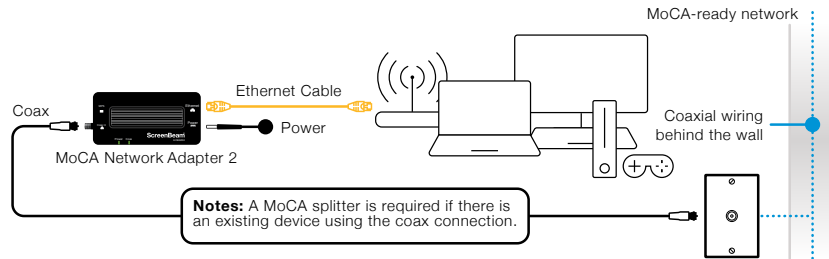 MoCA-ready network
Ethernet Cable
Coax
Power
ScreenBeam
MoCA Network Adapter 2
Coaxial wiring
behind the wall
Notes: A MoCA splitter is required if there is
an existing device using the coax connection.